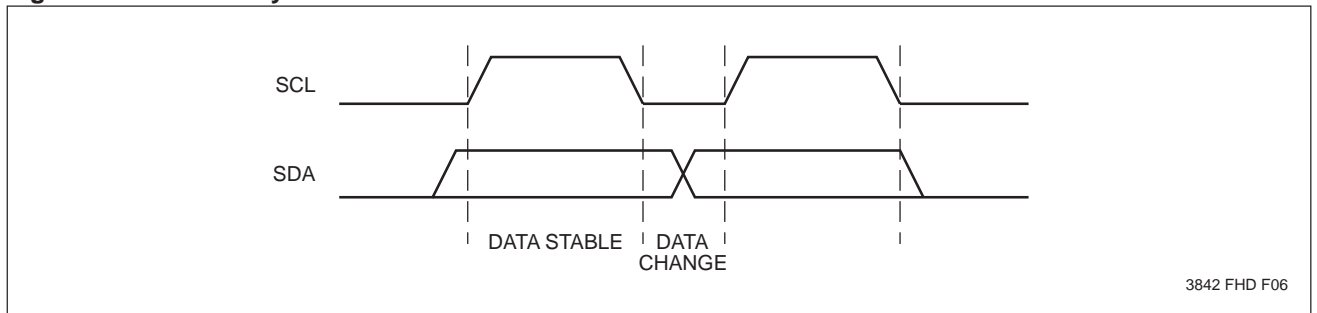 SCL
SDA
DATA STABLE
DATA
CHANGE
3842 FHD F06